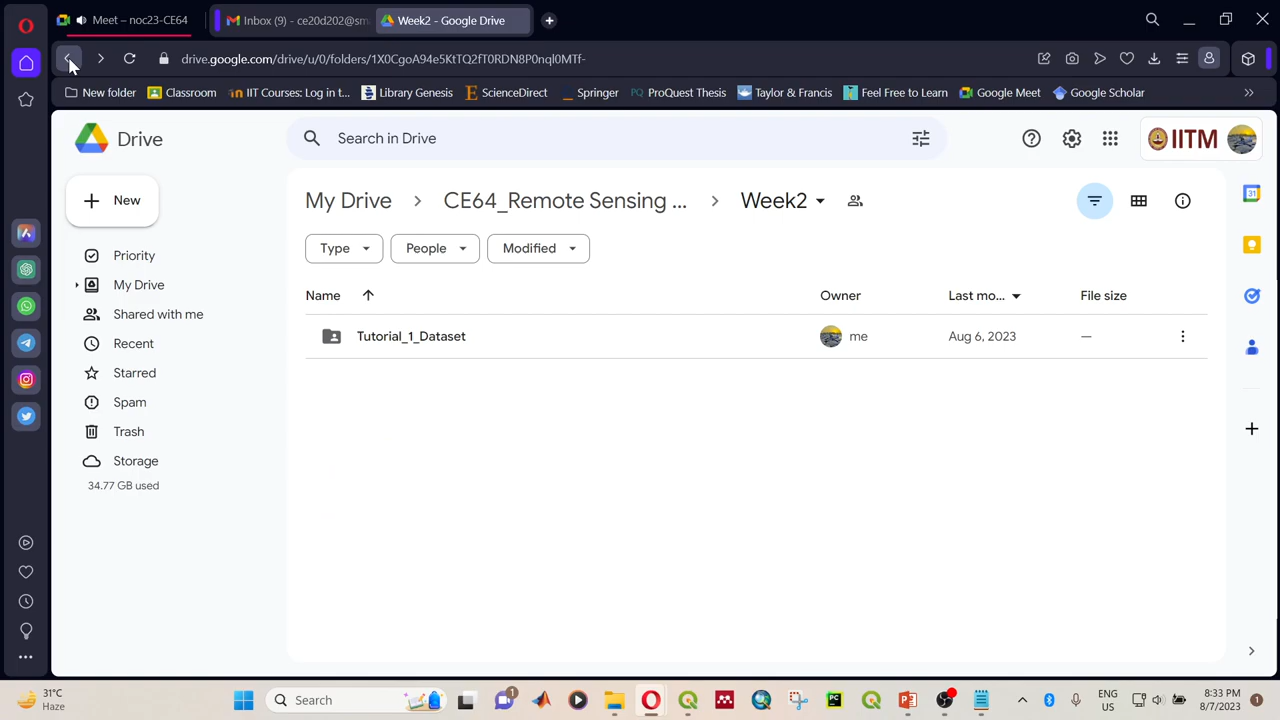 Meet – noc23-CE64
Inbox (9) - ce20d202@sm
Week2 - Google Drive
drive.google.com/drive/u/0/folders/1X0CgoA94e5KtTQ2fT0RDN8P0nql0MTf-
New folder
Classroom
IIT Courses: Log in t...
Library Genesis
ScienceDirect
Springer
PQ ProQuest Thesis
Taylor & Francis
Feel Free to Learn
Google Meet
Google Scholar
Drive
Search in Drive
IITM
New
My Drive > CE64_Remote Sensing ... > Week2
Type
People
Modified
Priority
My Drive
Shared with me
Recent
Starred
Spam
Trash
Storage
34.77 GB used
Name
Owner
Last mo...
File size
Tutorial_1_Dataset
me
Aug 6, 2023
—
31°C
Haze
Search
1
PC
ENG
US
8:33 PM
8/7/2023
1